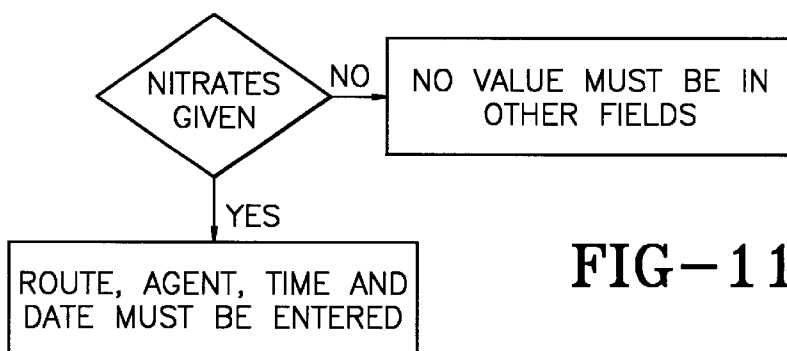 NITRATES
GIVEN
NO
NO VALUE MUST BE IN
OTHER FIELDS
YES
ROUTE, AGENT, TIME AND
DATE MUST BE ENTERED
FIG-11